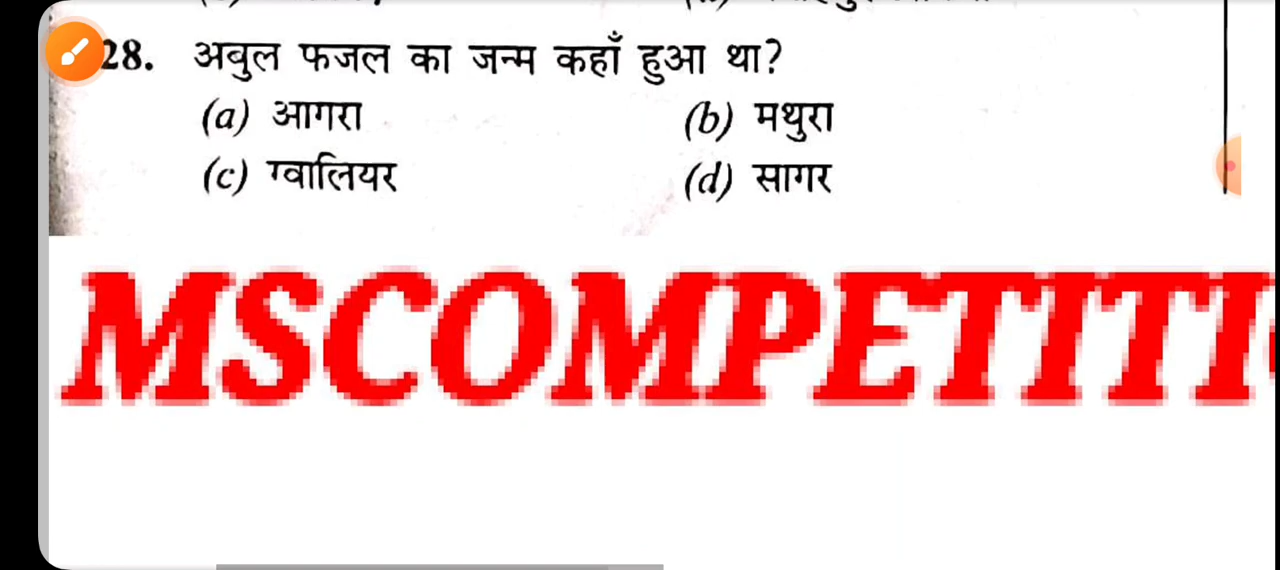 28. अबुल फजल का जन्म कहाँ हुआ था?
(a) आगरा (b) मथुरा
(c) ग्वालियर (d) सागर
MSCOMPETITI